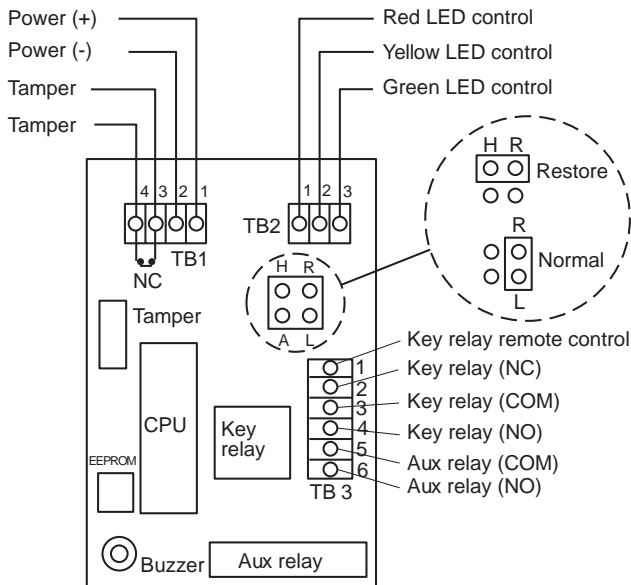 Power (+)
Power (-)
Tamper
Tamper
Red LED control
Yellow LED control
Green LED control
4 3 2 1
TB1
NC
1 2 3
TB2
H R
A L
H R
Restore
R
Normal
L
Tamper
CPU
EEPROM
Key
relay
1
2
3
4
5
6
TB 3
Key relay remote control
Key relay (NC)
Key relay (COM)
Key relay (NO)
Aux relay (COM)
Aux relay (NO)
Buzzer
Aux relay